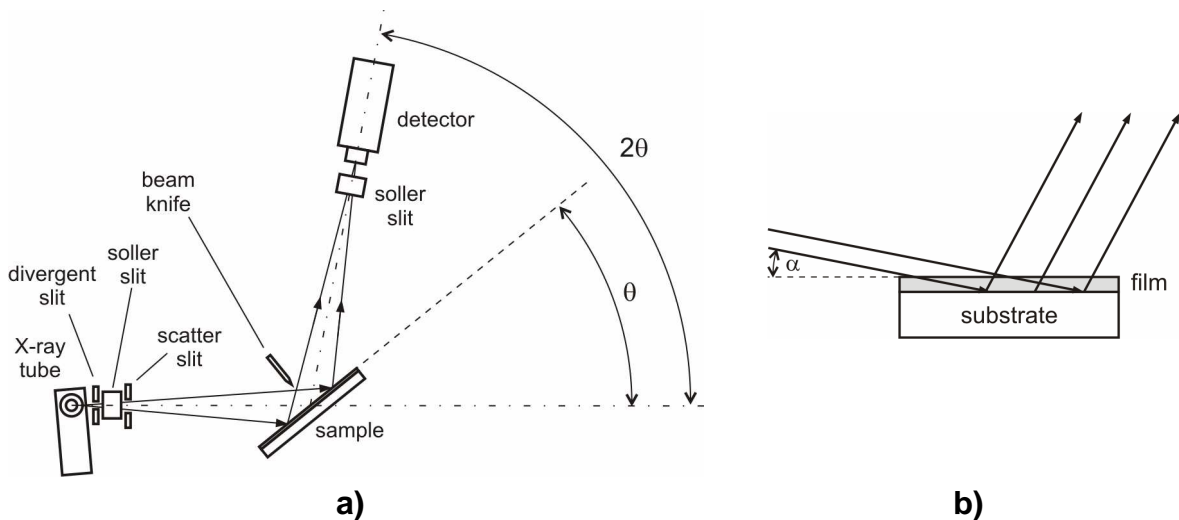 detector
2θ
beam
knife
soller
slit
soller
slit
divergent
slit
scatter
slit
θ
X-ray
tube
sample
a)
α
film
substrate
b)